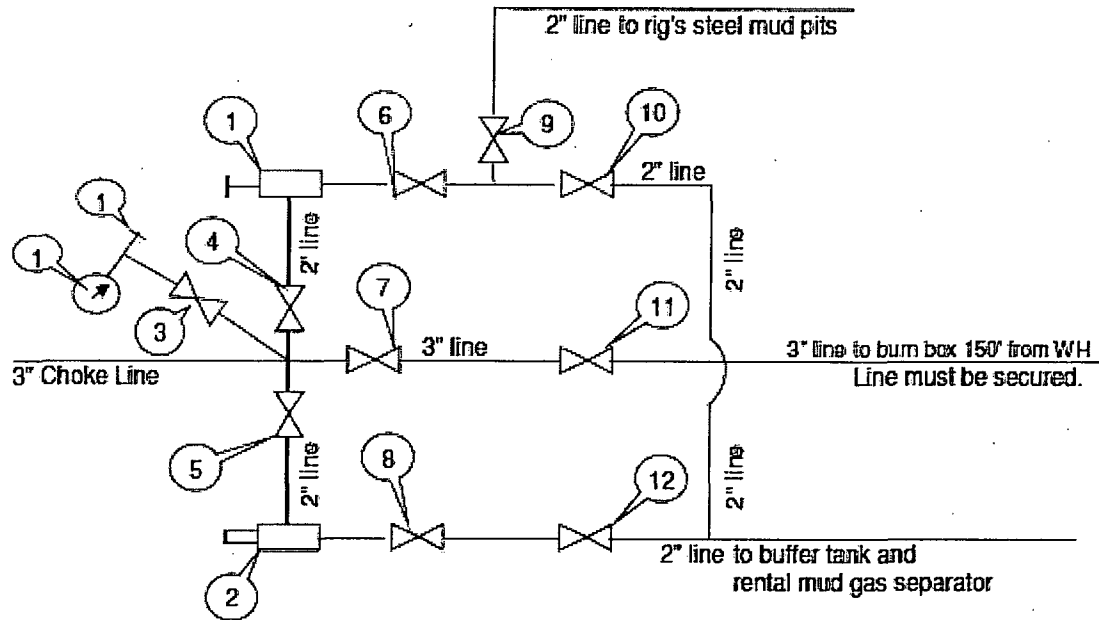 2" line to rig's steel mud pits
1
6
9
10
2" line
1
1
2' line
4
2" line
3
7
11
3" Choke Line
3" line
3" line to burn box 150' from WH
Line must be secured.
5
2" line
8
12
2" line
2
2" line to buffer tank and
rental mud gas separator